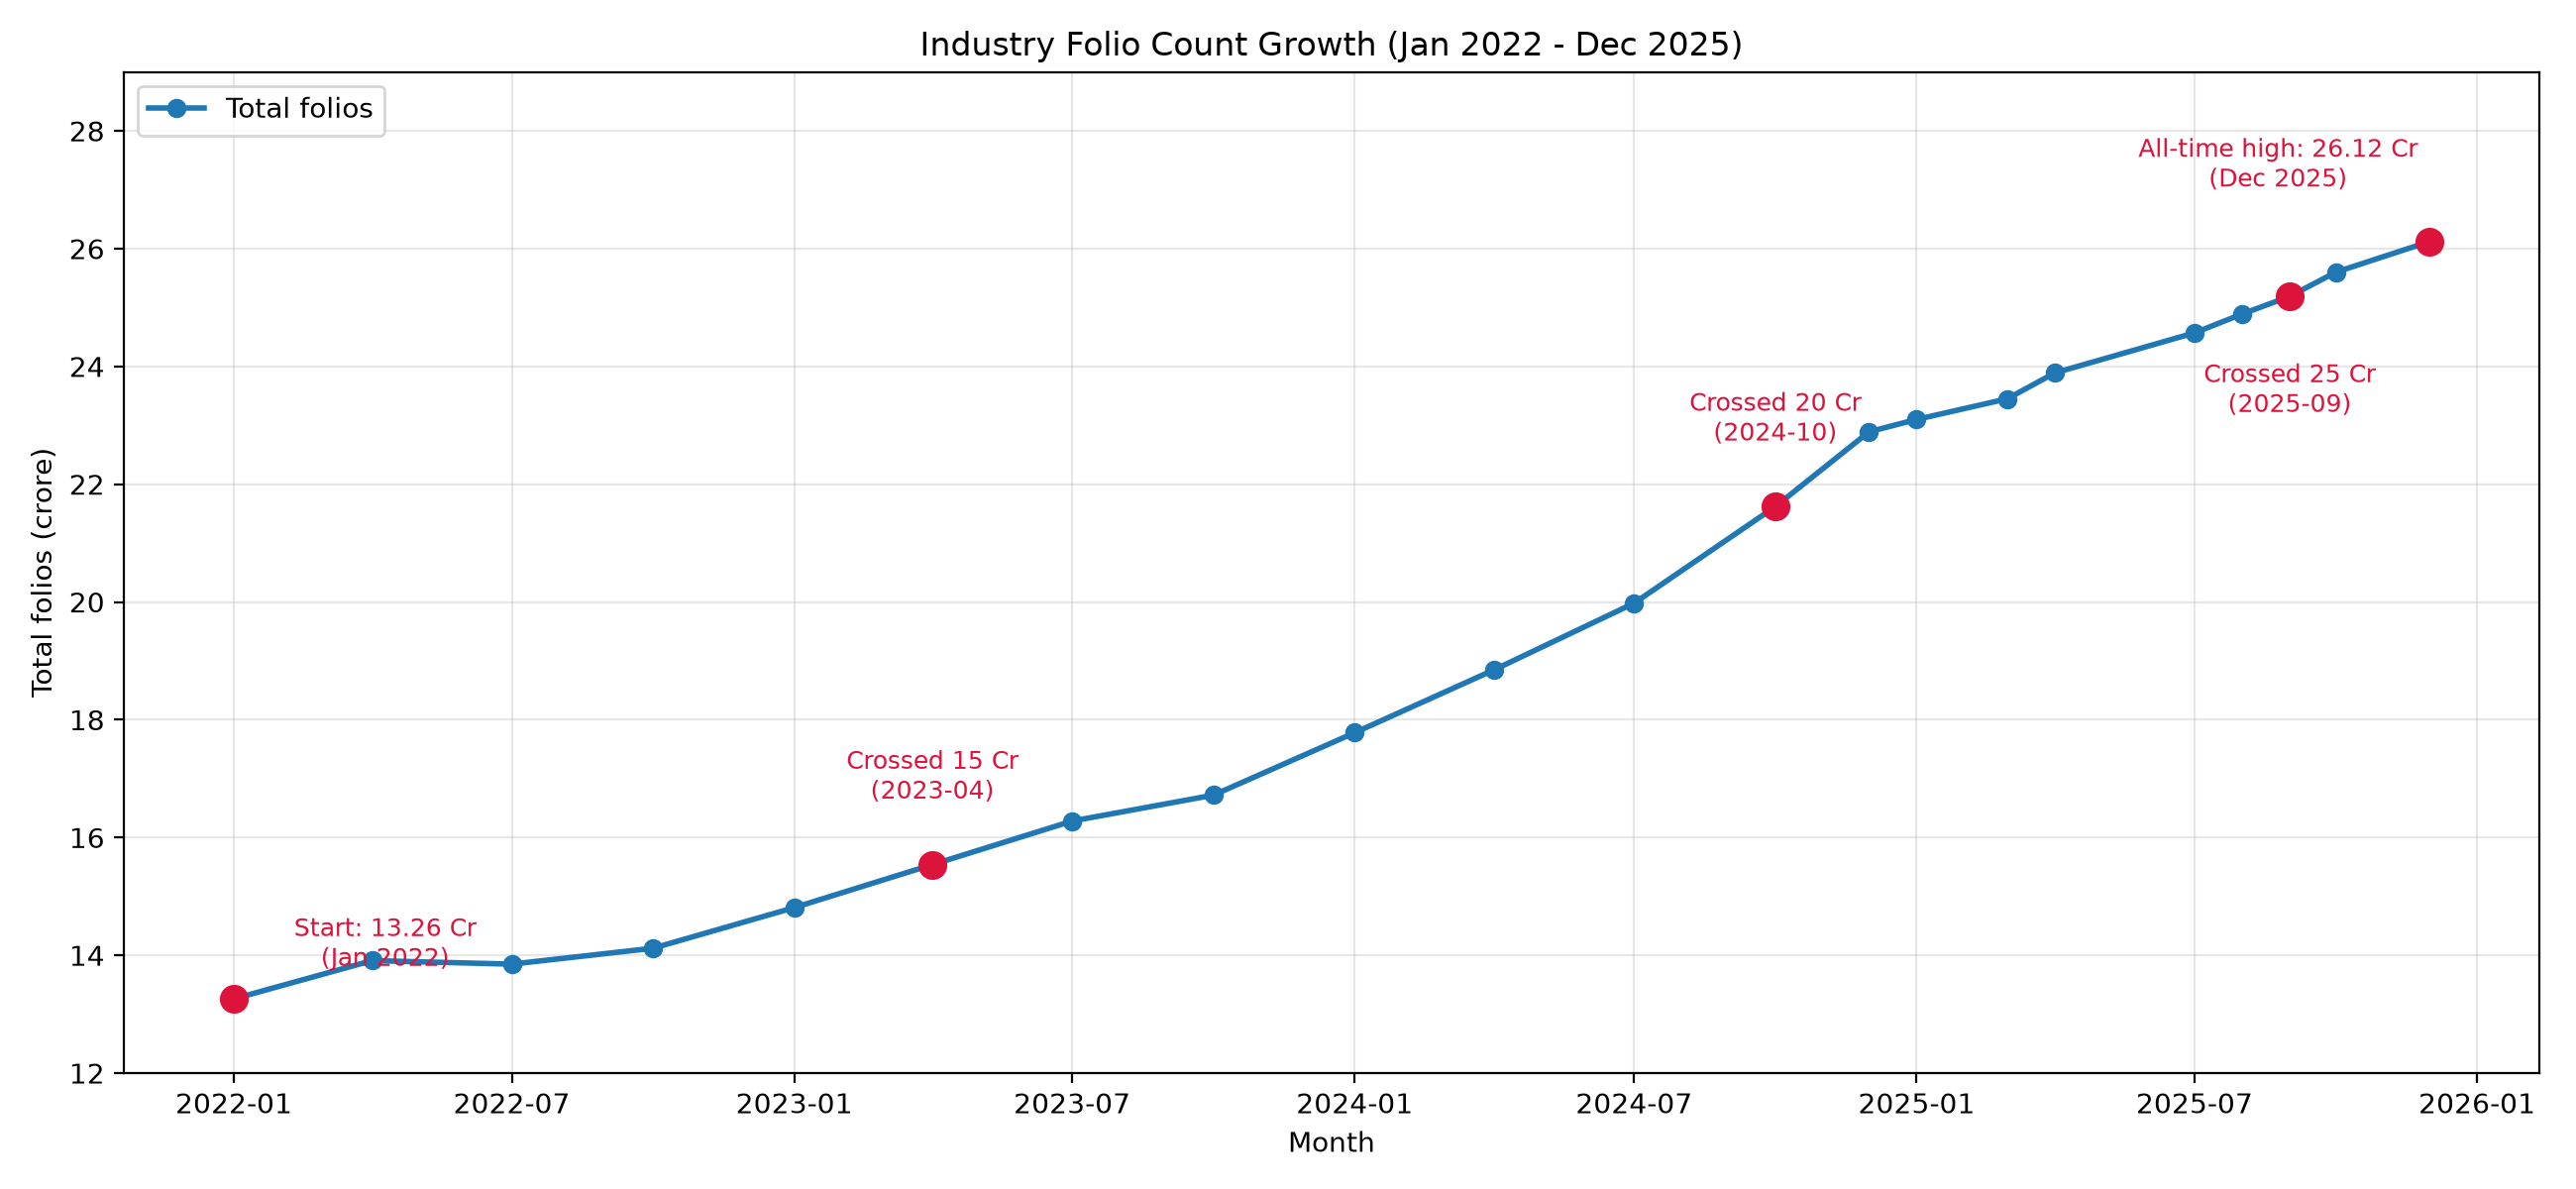 Industry Folio Count Growth (Jan 2022 - Dec 2025)
Total folios
28
26
24
22
20
18
16
14
12
Total folios (crore)
All-time high: 26.12 Cr
(Dec 2025)
Crossed 25 Cr
(2025-09)
Crossed 20 Cr
(2024-10)
Crossed 15 Cr
(2023-04)
Start: 13.26 Cr
(Jan 2022)
2022-01
2022-07
2023-01
2023-07
2024-01
2024-07
2025-01
2025-07
2026-01
Month